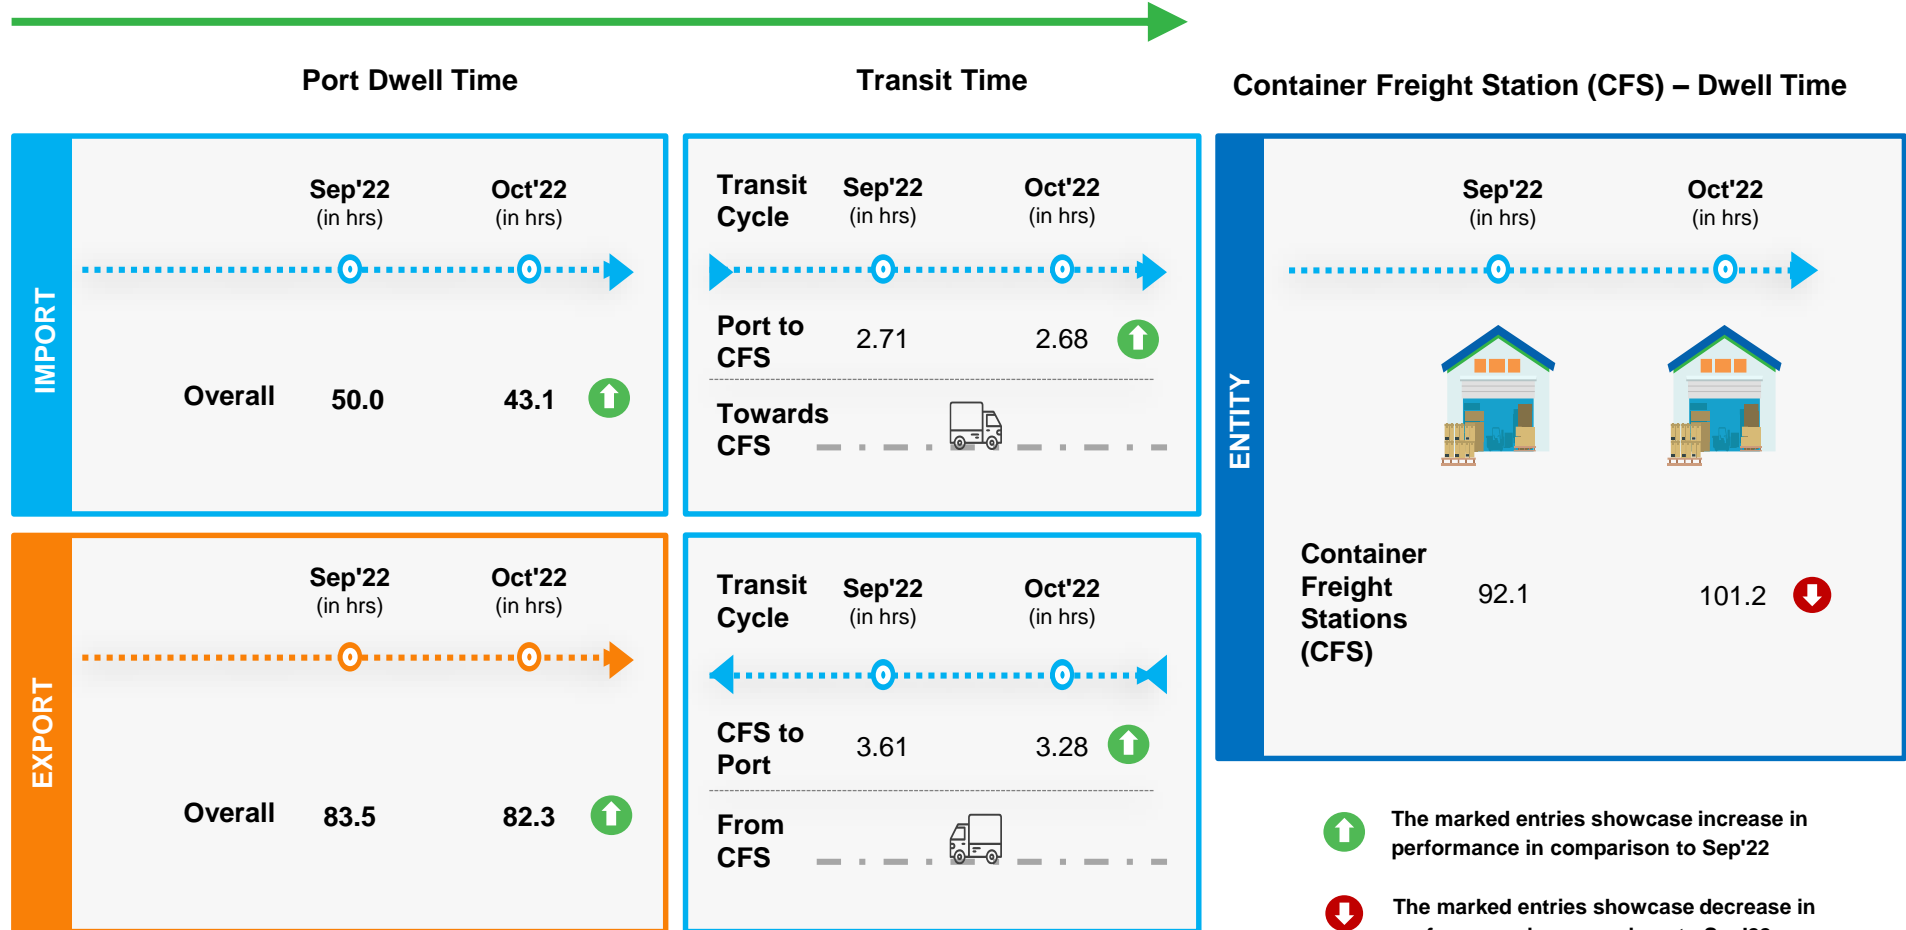 Port Dwell Time
Transit Time
Container Freight Station (CFS) – Dwell Time
IMPORT
Sep'22
(in hrs)
Oct'22
(in hrs)
Overall
50.0
43.1
Transit
Cycle
Sep'22
(in hrs)
Oct'22
(in hrs)
Port to
CFS
2.71
2.68
Towards
CFS
ENTITY
Sep'22
(in hrs)
Oct'22
(in hrs)
Container
Freight
Stations
(CFS)
92.1
101.2
EXPORT
Sep'22
(in hrs)
Oct'22
(in hrs)
Overall
83.5
82.3
Transit
Cycle
Sep'22
(in hrs)
Oct'22
(in hrs)
CFS to
Port
3.61
3.28
From
CFS
The marked entries showcase increase in
performance in comparison to Sep'22
The marked entries showcase decrease in